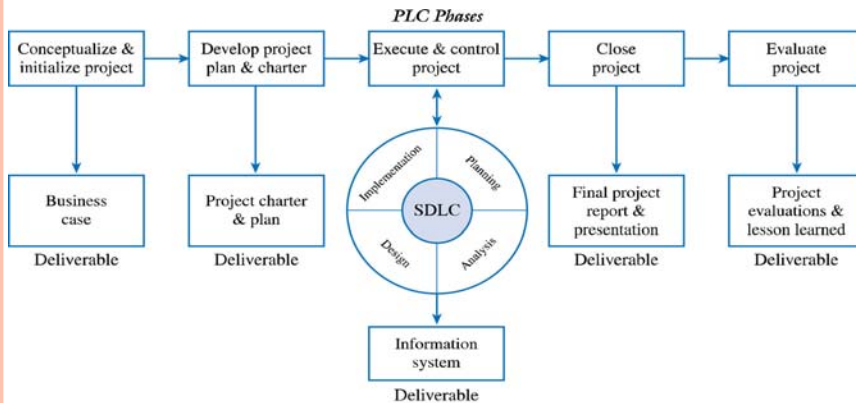 PLC Phases
Conceptualize &
initialize project
Develop project
plan & charter
Execute & control
project
Close
project
Evaluate
project
Business
case
Deliverable
Project charter
& plan
Deliverable
Implementation
Planning
SDLC
Design
Analysis
Final project
report &
presentation
Deliverable
Project
evaluations &
lesson learned
Deliverable
Information
system
Deliverable